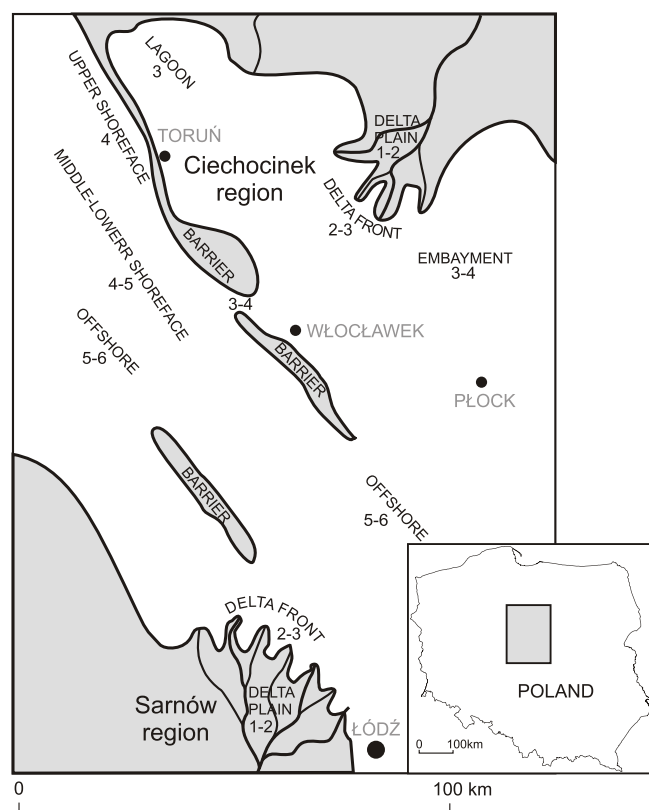 LAGOON
3
UPPER SHOREFACE
4
TORUŃ
Ciechocinek
region
DELTA
PLAIN
1-2
DELTA FRONT
2-3
MIDDLE-LOWERR SHOREFACE
4-5
BARRIER
EMBAYMENT
3-4
3-4
OFFSHORE
5-6
WŁOCŁAWEK
BARRIER
PŁOCK
BARRIER
OFFSHORE
5-6
DELTA FRONT
2-3
DELTA
PLAIN
1-2
Sarnów
region
ŁÓDŹ
POLAND
0 100km
0 100 km